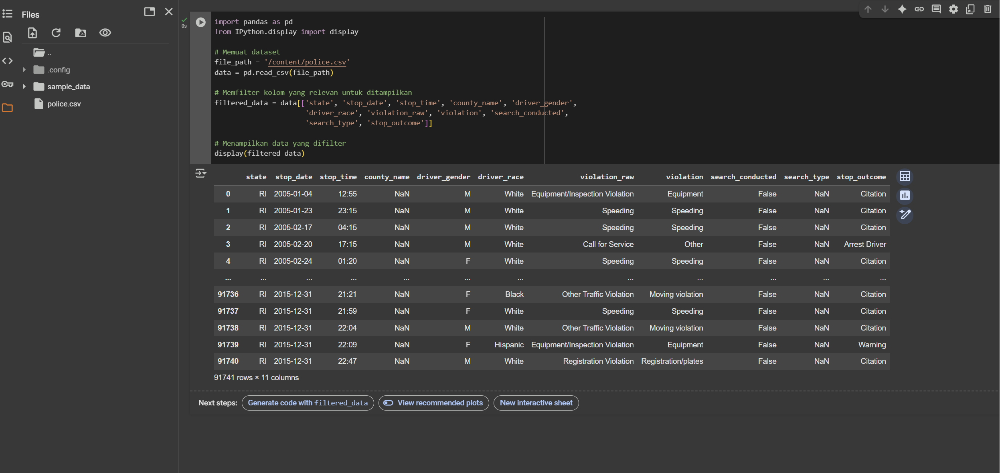 Files
..
.config
sample_data
police.csv
0s
import pandas as pd
from IPython.display import display
# Memuat dataset
file_path = '/content/police.csv'
data = pd.read_csv(file_path)
# Memfilter kolom yang relevan untuk ditampilkan
filtered_data = data[['state', 'stop_date', 'stop_time', 'county_name', 'driver_gender',
'driver_race', 'violation_raw', 'violation', 'search_conducted',
'search_type', 'stop_outcome']]
# Menampilkan data yang difilter
display(filtered_data)
state stop_date stop_time county_name driver_gender driver_race violation_raw violation search_conducted search_type stop_outcome
0 RI 2005-01-04 12:55 NaN M White Equipment/Inspection Violation Equipment False NaN Citation
1 RI 2005-01-23 23:15 NaN M White Speeding Speeding False NaN Citation
2 RI 2005-02-17 04:15 NaN M White Speeding Speeding False NaN Citation
3 RI 2005-02-20 17:15 NaN M White Call for Service Other False NaN Arrest Driver
4 RI 2005-02-24 01:20 NaN F White Speeding Speeding False NaN Citation
... ... ... ... ... ... ... ... ... ... ... ...
91736 RI 2015-12-31 21:21 NaN F Black Other Traffic Violation Moving violation False NaN Citation
91737 RI 2015-12-31 21:59 NaN F White Speeding Speeding False NaN Citation
91738 RI 2015-12-31 22:04 NaN M White Other Traffic Violation Moving violation False NaN Citation
91739 RI 2015-12-31 22:09 NaN F Hispanic Equipment/Inspection Violation Equipment False NaN Warning
91740 RI 2015-12-31 22:47 NaN M White Registration Violation Registration/plates False NaN Citation
91741 rows × 11 columns
Next steps: Generate code with filtered_data View recommended plots New interactive sheet